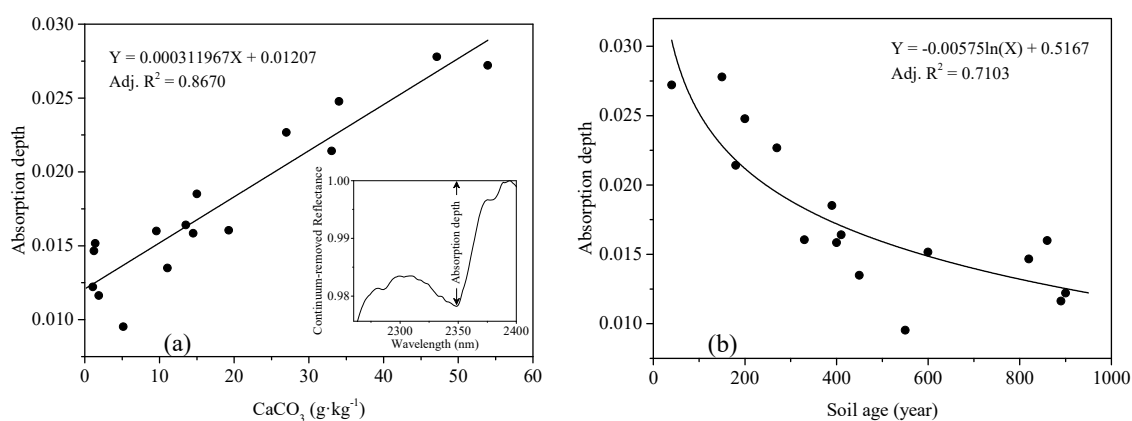 Y = 0.000311967X + 0.01207
Adj. R² = 0.8670
0.030
0.025
0.020
0.015
0.010
Absorption depth
0 10 20 30 40 50 60
CaCO₃ (g·kg⁻¹)
(a)
1.00
0.99
0.98
Continuum-removed Reflectance
Absorption depth
2300 2350 2400
Wavelength (nm)
Y = -0.00575ln(X) + 0.5167
Adj. R² = 0.7103
0.030
0.025
0.020
0.015
0.010
Absorption depth
0 200 400 600 800 1000
Soil age (year)
(b)